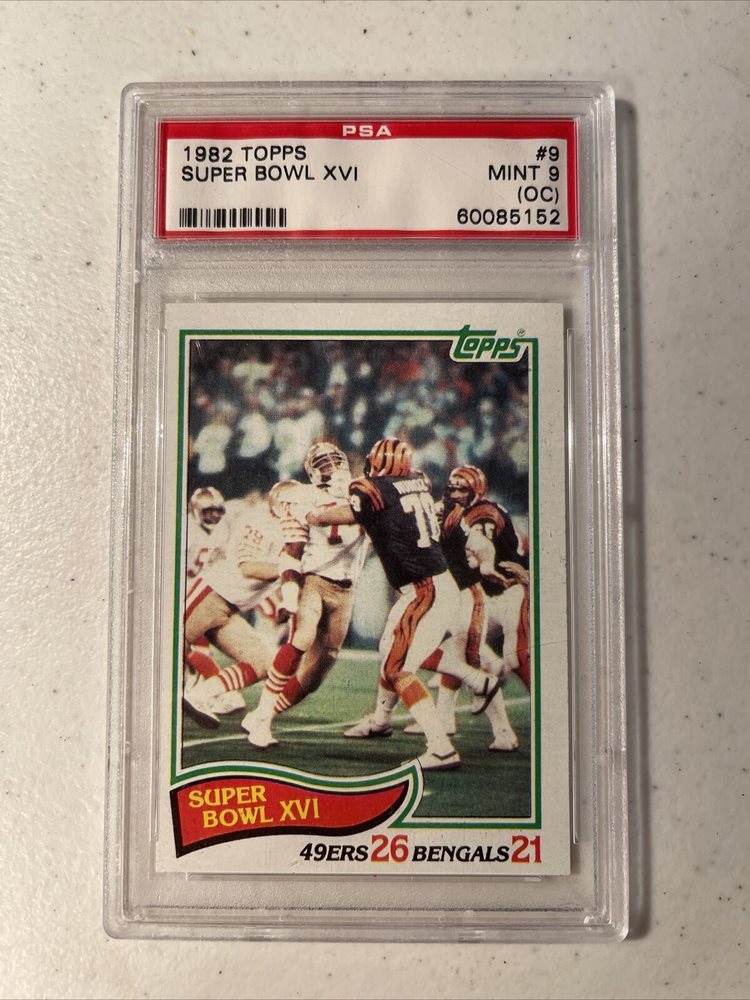 PSA
1982 TOPPS #9
SUPER BOWL XVI MINT 9
(OC)
60085152
topps®
78
SUPER
BOWL XVI
49ERS 26 BENGALS 21